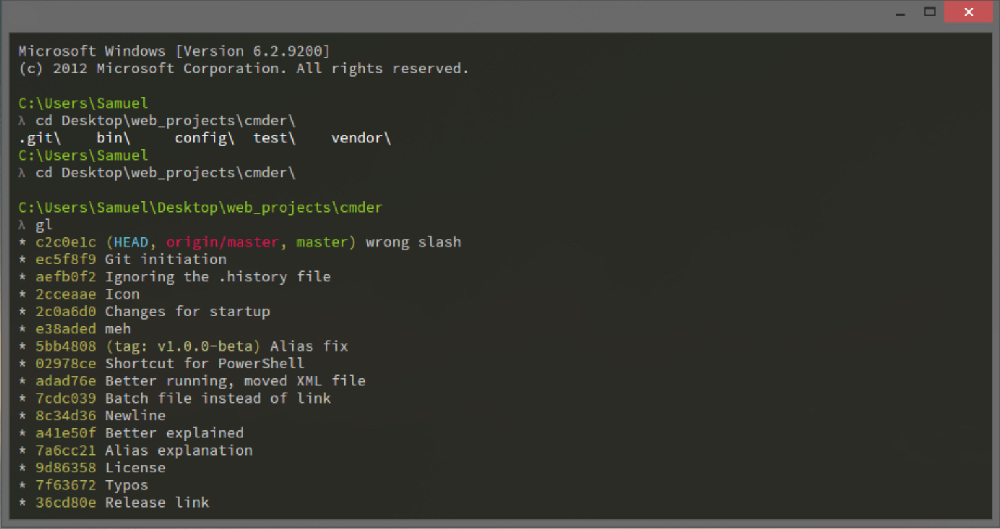 Microsoft Windows [Version 6.2.9200]
(c) 2012 Microsoft Corporation. All rights reserved.
C:\Users\Samuel
λ cd Desktop\web_projects\cmder\
.git\    bin\     config\  test\    vendor\
C:\Users\Samuel
λ cd Desktop\web_projects\cmder\
C:\Users\Samuel\Desktop\web_projects\cmder
λ gl
* c2c0e1c (HEAD, origin/master, master) wrong slash
* ec5f8f9 Git initiation
* aefb0f2 Ignoring the .history file
* 2cceaae Icon
* 2c0a6d0 Changes for startup
* e38aded meh
* 5bb4808 (tag: v1.0.0-beta) Alias fix
* 02978ce Shortcut for PowerShell
* adad76e Better running, moved XML file
* 7cdc039 Batch file instead of link
* 8c34d36 Newline
* a41e50f Better explained
* 7a6cc21 Alias explanation
* 9d86358 License
* 7f63672 Typos
* 36cd80e Release link